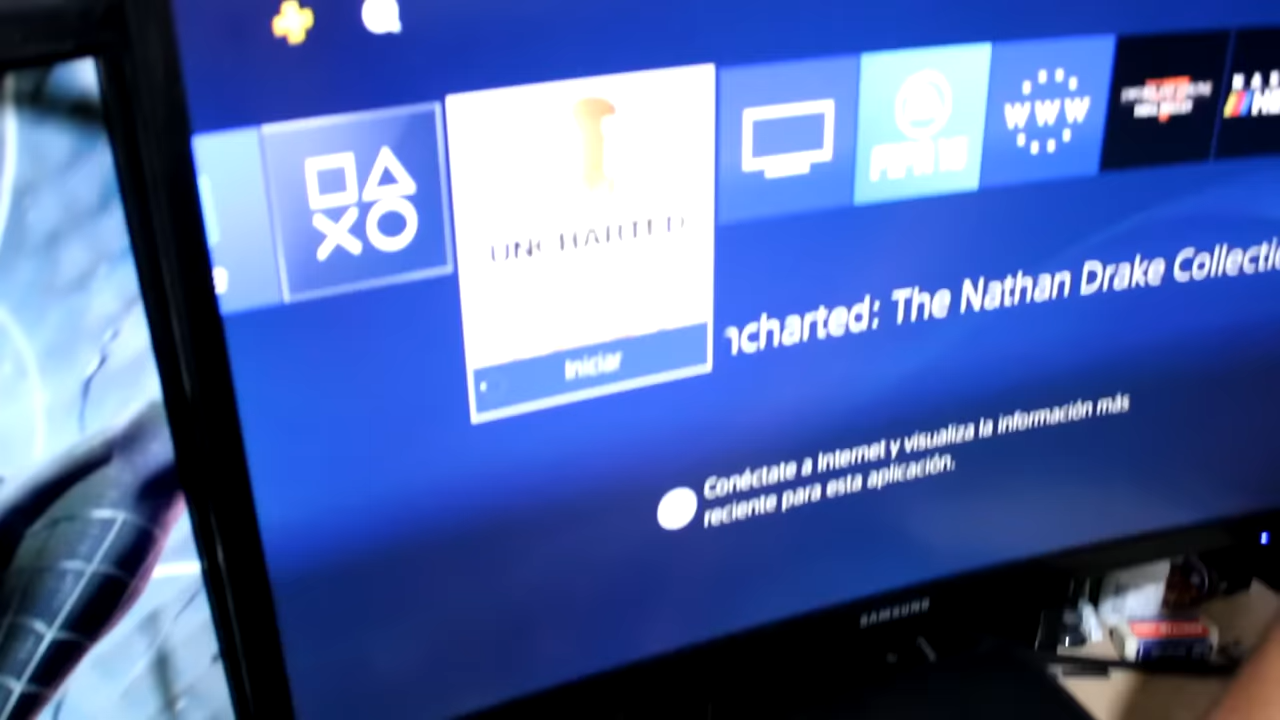 UNCHARTED
Iniciar
WWW
ncharted: The Nathan Drake Collecti
Conéctate a Internet y visualiza la información más
reciente para esta aplicación.
SAMSUNG